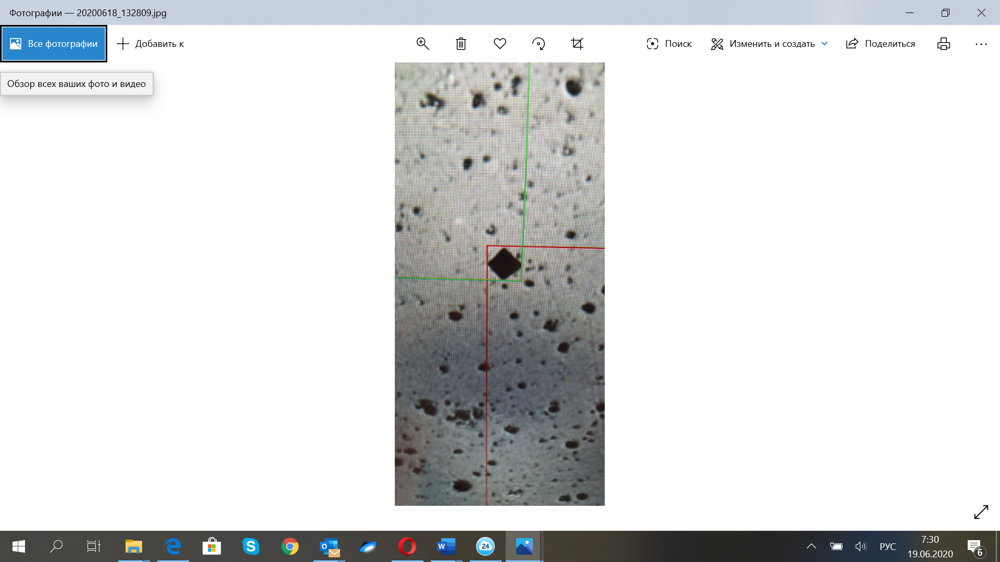 Фотографии — 20200618_132809.jpg
Все фотографии
Добавить к
Поиск
Изменить и создать
Поделиться
Обзор всех ваших фото и видео
24
РУС
7:30
19.06.2020
6